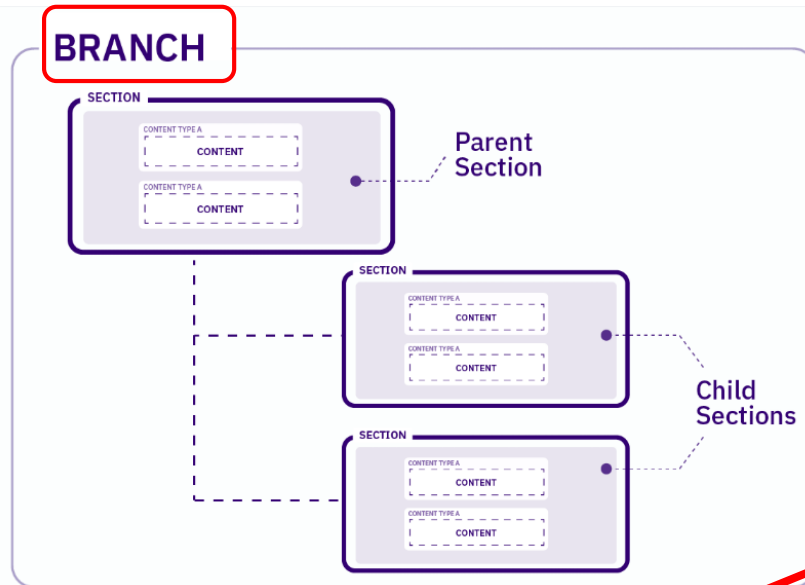 BRANCH
SECTION
CONTENT TYPE A
CONTENT
CONTENT TYPE A
CONTENT
Parent
Section
SECTION
CONTENT TYPE A
CONTENT
CONTENT TYPE A
CONTENT
Child
Sections
SECTION
CONTENT TYPE A
CONTENT
CONTENT TYPE A
CONTENT